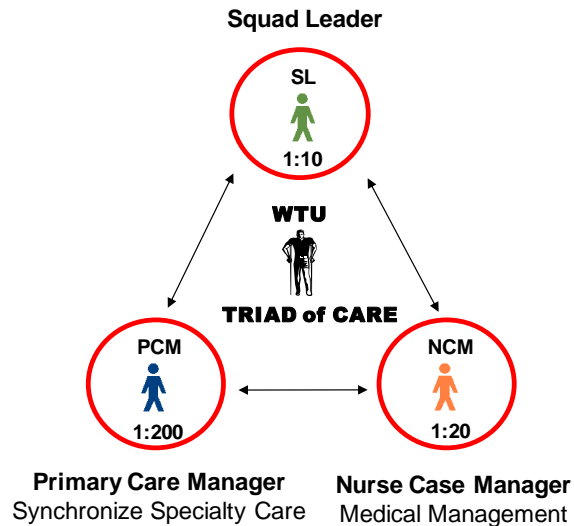 Squad Leader
SL
1:10
WTU
TRIAD of CARE
PCM
1:200
NCM
1:20
Primary Care Manager
Synchronize Specialty Care
Nurse Case Manager
Medical Management